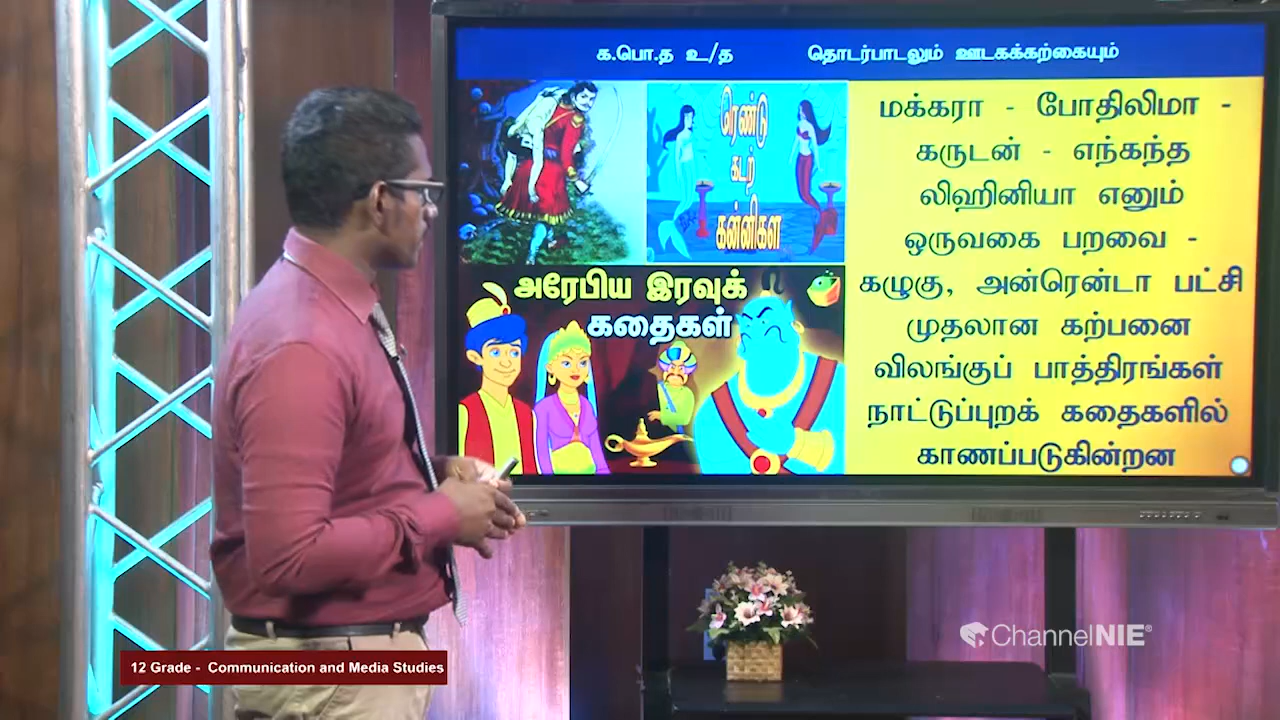 க.பொ.த உ/த தொடர்பாடலும் ஊடகக்கற்கையும்
ரெண்டு
கடற்
கன்னிகள
அரேபிய இரவுக்
கதைகள்
மக்கரா - போதிலிமா -
கருடன் - எந்கந்த
லிஹினியா எனும்
ஒருவகை பறவை -
கழுகு, அன்ரென்டா பட்சி
முதலான கற்பனை
விலங்குப் பாத்திரங்கள்
நாட்டுப்புறக் கதைகளில்
காணப்படுகின்றன
ChannelNIE®
12 Grade - Communication and Media Studies